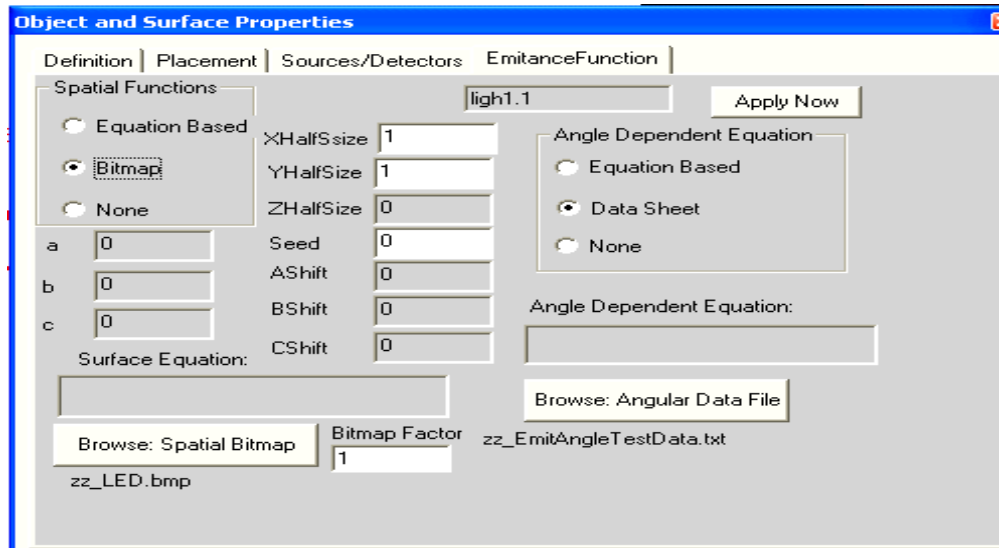 Object and Surface Properties
Definition Placement Sources/Detectors EmitanceFunction
Spatial Functions
Equation Based
Bitmap
None
ligh1.1
Apply Now
XHalfSsize 1
YHalfSize 1
ZHalfSize 0
Seed 0
AShift 0
BShift 0
CShift 0
Angle Dependent Equation
Equation Based
Data Sheet
None
a 0
b 0
c 0
Surface Equation:
Angle Dependent Equation:
Browse: Angular Data File
zz_EmitAngleTestData.txt
Browse: Spatial Bitmap
Bitmap Factor
1
zz_LED.bmp